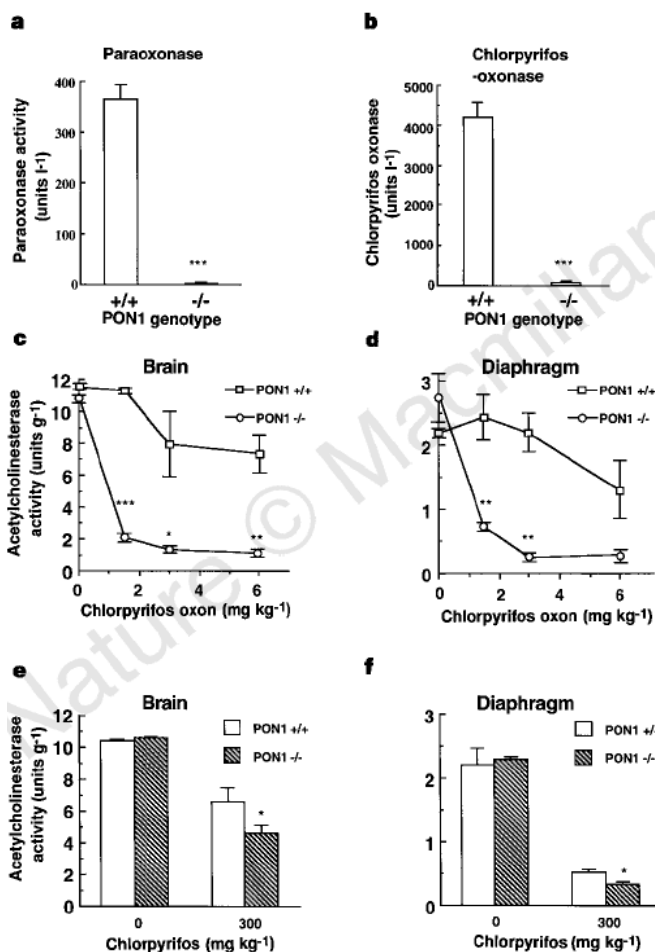 a
Paraoxonase
Paraoxonase activity
(units l-1)
400
300
200
100
0
***
+/+ -/-
PON1 genotype
b
Chlorpyrifos
-oxonase
Chlorpyrifos oxonase
(units l-1)
5000
4000
3000
2000
1000
0
***
+/+ -/-
PON1 genotype
c
Brain
Acetylcholinesterase
activity (units g-1)
12
10
8
6
4
2
0
PON1 +/+
PON1 -/-
***
*
**
0 2 4 6
Chlorpyrifos oxon (mg kg-1)
d
Diaphragm
3
2
1
0
PON1 +/+
PON1 -/-
**
**
0 2 4 6
Chlorpyrifos oxon (mg kg-1)
e
Brain
Acetylcholinesterase
activity (units g-1)
12
10
8
6
4
2
0
PON1 +/+
PON1 -/-
*
0 300
Chlorpyrifos (mg kg-1)
f
Diaphragm
3
2
1
0
PON1 +/+
PON1 -/-
*
0 300
Chlorpyrifos (mg kg-1)
Nature © Macmillan